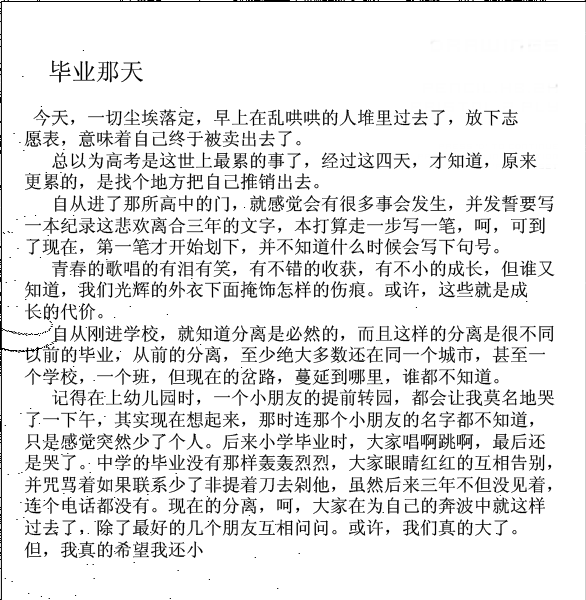 毕业那天
今天，一切尘埃落定，早上在乱哄哄的人堆里过去了，放下志
愿表，意味着自己终于被卖出去了。
总以为高考是这世上最累的事了，经过这四天，才知道，原来
更累的，是找个地方把自己推销出去。
自从进了那所高中的门，就感觉会有很多事会发生，并发誓要写
一本纪录这悲欢离合三年的文字，本打算走一步写一笔，呵，可到
了现在，第一笔才开始划下，并不知道什么时候会写下句号。
青春的歌唱的有泪有笑，有不错的收获，有不小的成长，但谁又
知道，我们光辉的外衣下面掩饰怎样的伤痕。或许，这些就是成
长的代价。
自从刚进学校，就知道分离是必然的，而且这样的分离是很不同
以前的毕业，从前的分离，至少绝大多数还在同一个城市，甚至一
个学校，一个班，但现在的岔路，蔓延到哪里，谁都不知道。
记得在上幼儿园时，一个小朋友的提前转园，都会让我莫名地哭
了一下午，其实现在想起来，那时连那个小朋友的名字都不知道，
只是感觉突然少了个人。后来小学毕业时，大家唱啊跳啊，最后还
是哭了。中学的毕业没有那样轰轰烈烈，大家眼睛红红的互相告别，
并咒骂着如果联系少了非提着刀去剁他，虽然后来三年不但没见着，
连个电话都没有。现在的分离，呵，大家在为自己的奔波中就这样
过去了，除了最好的几个朋友互相问问。或许，我们真的大了。
但，我真的希望我还小